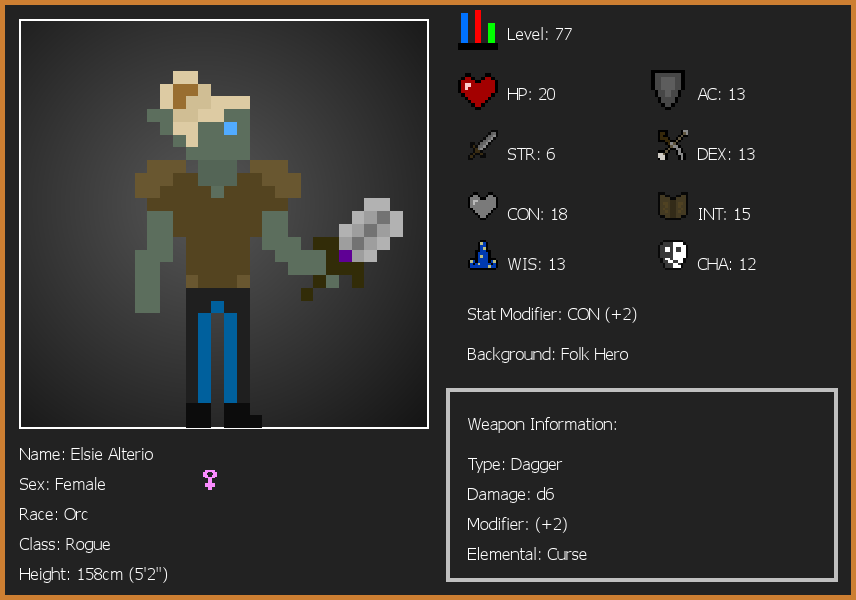 Level: 77
HP: 20
AC: 13
STR: 6
DEX: 13
CON: 18
INT: 15
WIS: 13
CHA: 12
Stat Modifier: CON (+2)
Background: Folk Hero
Weapon Information:
Type: Dagger
Damage: d6
Modifier: (+2)
Elemental: Curse
Name: Elsie Alterio
Sex: Female
Race: Orc
Class: Rogue
Height: 158cm (5'2")